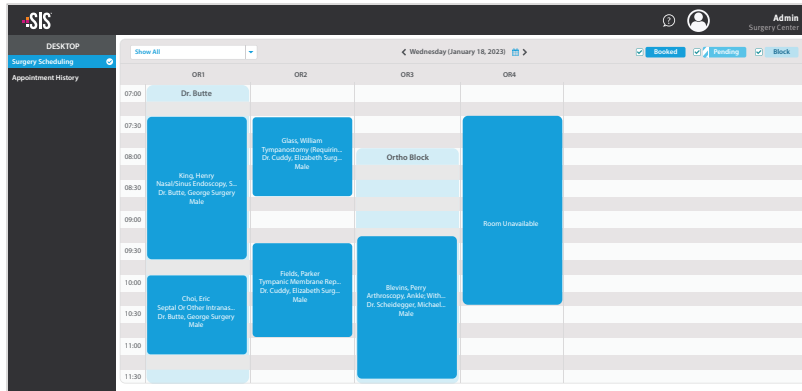 SIS
?
Admin
Surgery Center
DESKTOP
Surgery Scheduling
Appointment History
Show All
Wednesday (January 18, 2023)
Booked
Pending
Block
OR1
OR2
OR3
OR4
07:00
07:30
08:00
08:30
09:00
09:30
10:00
10:30
11:00
11:30
Dr. Butte
King, Henry
Nasal/Sinus Endoscopy, S...
Dr. Butte, George Surgery
Male
Choi, Eric
Septal Or Other Intranas...
Dr. Butte, George Surgery
Male
Glass, William
Tympanostomy (Requirin...
Dr. Cuddy, Elizabeth Surg...
Male
Fields, Parker
Tympanic Membrane Rep...
Dr. Cuddy, Elizabeth Surg...
Male
Ortho Block
Blevins, Perry
Arthroscopy, Ankle; With...
Dr. Scheidegger, Michael...
Male
Room Unavailable